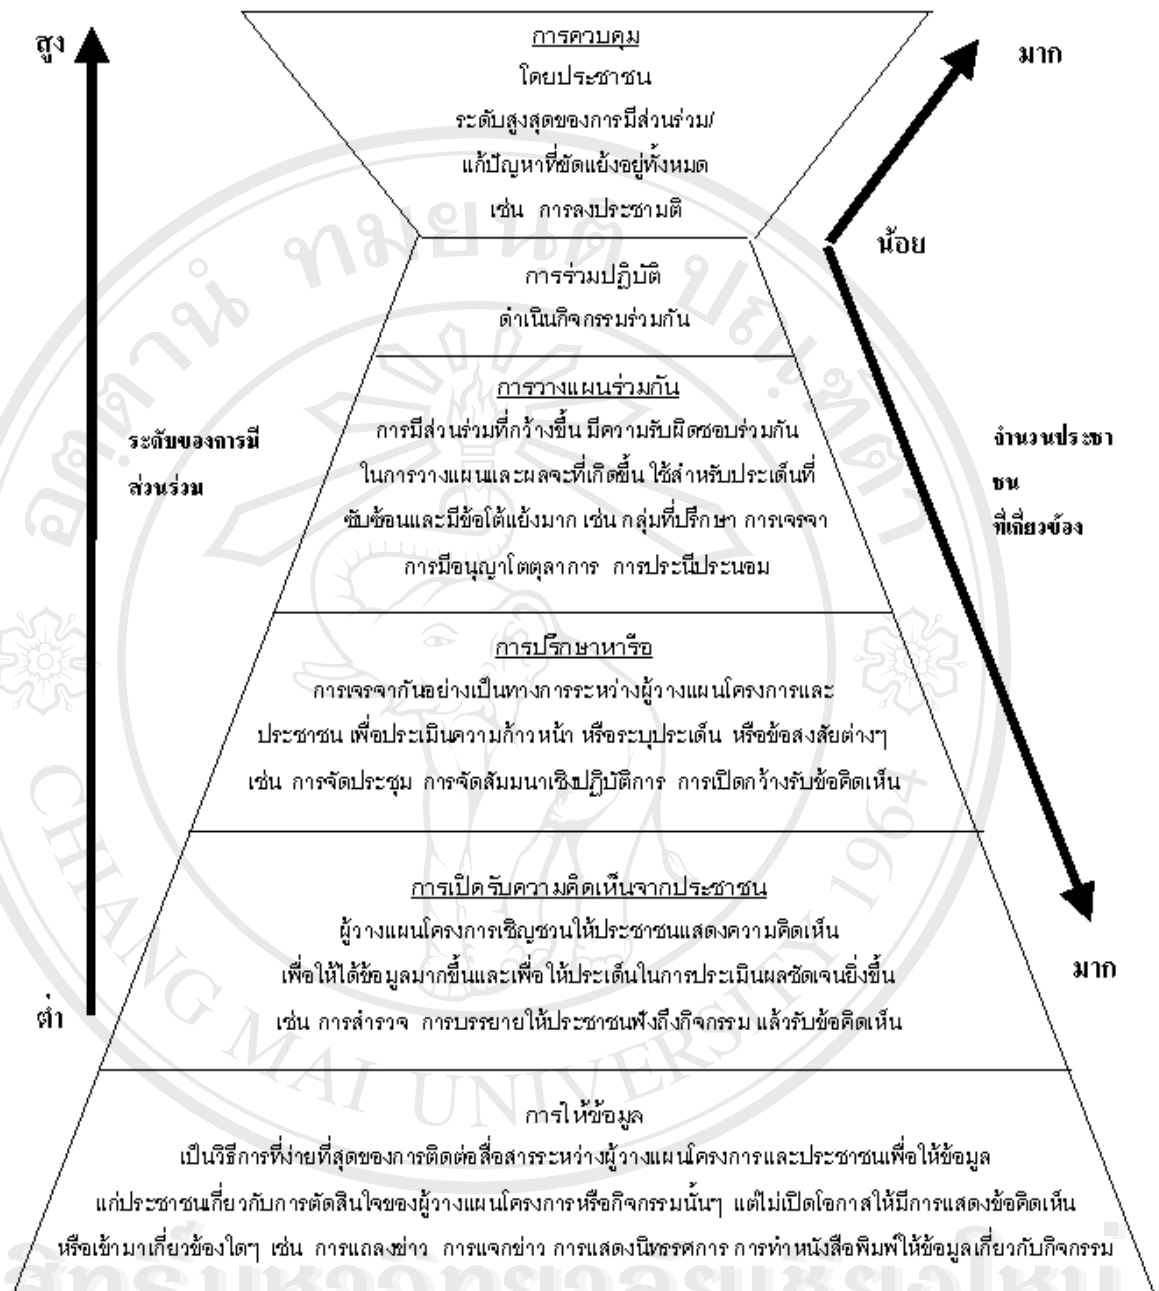 การควบคุม
โดยประชาชน
ระดับสูงสุดของการมีส่วนร่วม/
แก้ปัญหาที่ขัดแย้งอยู่ทั้งหมด
เช่น การลงประชามติ
การร่วมปฏิบัติ
ดำเนินกิจกรรมร่วมกัน
การวางแผนร่วมกัน
การมีส่วนร่วมที่กว้างขึ้น มีความรับผิดชอบร่วมกัน
ในการวางแผนและผลจะที่เกิดขึ้น ใช้สำหรับประเด็นที่
ซับซ้อนและมีข้อโต้แย้งมาก เช่น กลุ่มที่ปรึกษา การเจรจา
การมีอนุญาโตตุลาการ การประนีประนอม
การปรึกษาหารือ
การเจรจากันอย่างเป็นทางการระหว่างผู้วางแผนโครงการและ
ประชาชน เพื่อประเมินความก้าวหน้า หรือระบุประเด็น หรือข้อสงสัยต่างๆ
เช่น การจัดประชุม การจัดสัมมนาเชิงปฏิบัติการ การเปิดกว้างรับข้อคิดเห็น
การเปิดรับความคิดเห็นจากประชาชน
ผู้วางแผนโครงการเชิญชวนให้ประชาชนแสดงความคิดเห็น
เพื่อให้ได้ข้อมูลมากขึ้นและเพื่อให้ประเด็นในการประเมินผลชัดเจนยิ่งขึ้น
เช่น การสำรวจ การบรรยายให้ประชาชนฟังถึงกิจกรรม แล้วรับข้อคิดเห็น
การให้ข้อมูล
เป็นวิธีการที่ง่ายที่สุดของการติดต่อสื่อสารระหว่างผู้วางแผนโครงการและประชาชนเพื่อให้ข้อมูล
แก่ประชาชนเกี่ยวกับการตัดสินใจของผู้วางแผนโครงการหรือกิจกรรมนั้นๆ แต่ไม่เปิดโอกาสให้มีการแสดงข้อคิดเห็น
หรือเข้ามาเกี่ยวข้องใดๆ เช่น การแถลงข่าว การแจกข่าว การแสดงนิทรรศการ การทำหนังสือพิมพ์ให้ข้อมูลเกี่ยวกับกิจกรรม
สูง
ระดับของการมี
ส่วนร่วม
ต่ำ
มาก
น้อย
จำนวนประชา
ชน
ที่เกี่ยวข้อง
มาก
อตฺตานํ ทมยนฺติ ปณฺฑิตา
CHIANG MAI UNIVERSITY 1964